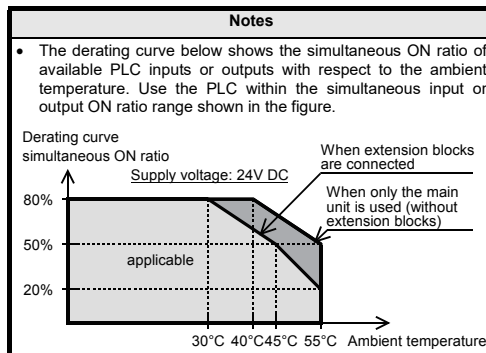 Notes
• The derating curve below shows the simultaneous ON ratio of
available PLC inputs or outputs with respect to the ambient
temperature. Use the PLC within the simultaneous input or
output ON ratio range shown in the figure.
Derating curve
simultaneous ON ratio
Supply voltage: 24V DC
When extension blocks
are connected
When only the main
unit is used (without
extension blocks)
80%
50%
applicable
20%
30°C 40°C 45°C 55°C Ambient temperature